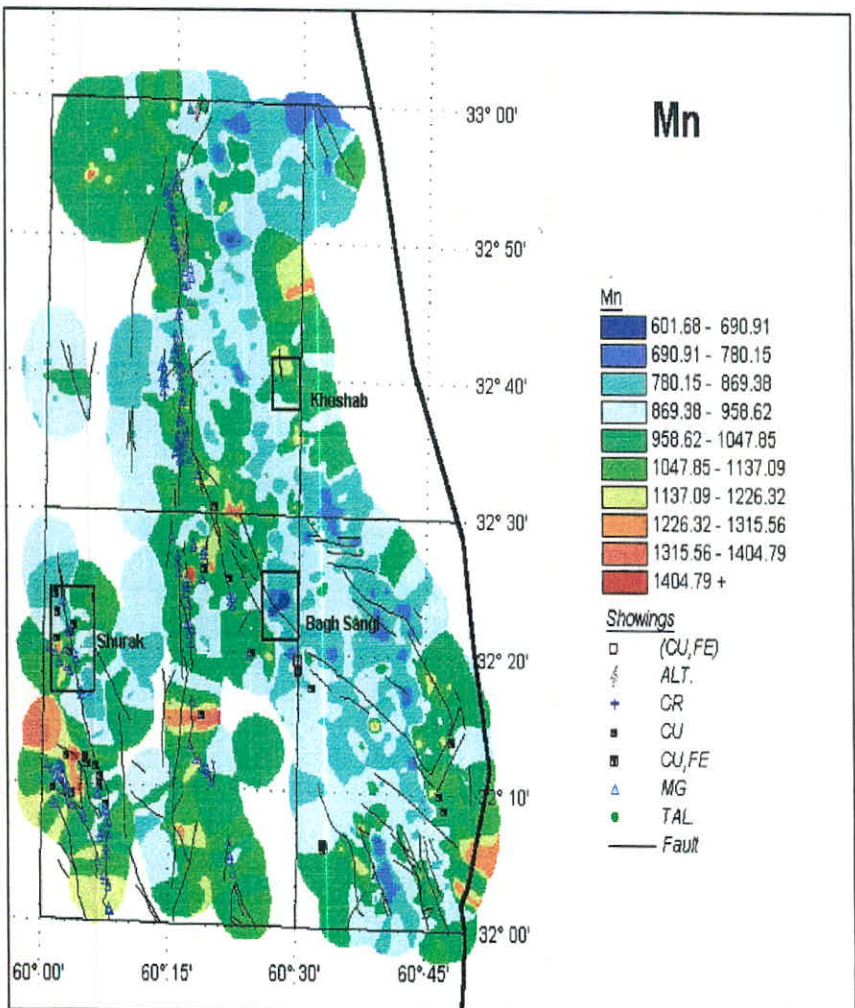 Mn
33° 00'
32° 50'
32° 40'
Khoshab
32° 30'
Bagh Sangi
Shurak
32° 20'
32° 10'
32° 00'
60° 00'
60° 15'
60° 30'
60° 45'
Mn
601.68 - 690.91
690.91 - 780.15
780.15 - 869.38
869.38 - 958.62
958.62 - 1047.85
1047.85 - 1137.09
1137.09 - 1226.32
1226.32 - 1315.56
1315.56 - 1404.79
1404.79 +
Showings
(CU,FE)
ALT.
CR
CU
CU,FE
MG
TAL.
Fault